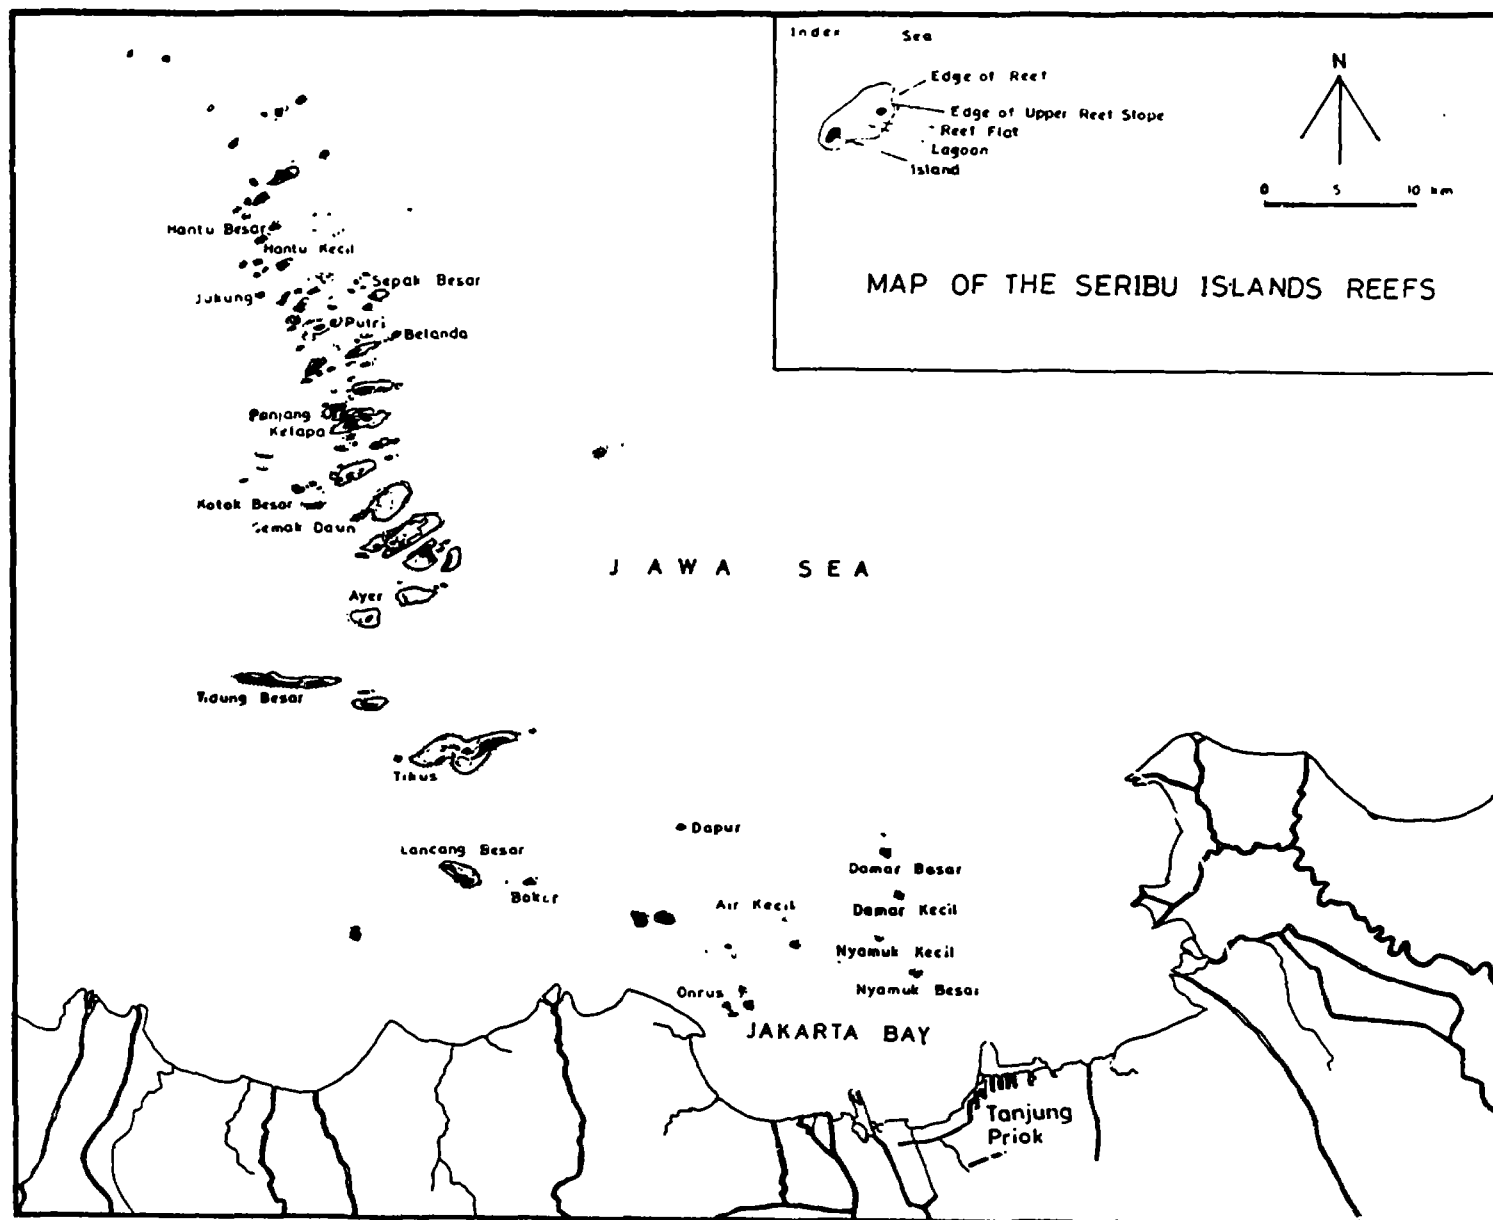 Index Sea
Edge of Reef
Edge of Upper Reef Slope
Reef Flat
Lagoon
Island
N
0 5 10 km
MAP OF THE SERIBU ISLANDS REEFS
Hantu Besar
Hantu Kecil
Sepak Besar
Jukung
Putri
Belanda
Panjang
Kelapa
Kotok Besar
Semak Daun
JAWA SEA
Ayer
Tidung Besar
Tikus
Dapur
Lancang Besar
Damar Besar
Bokor
Air Kecil
Damar Kecil
Nyamuk Kecil
Onrus
Nyamuk Besar
JAKARTA BAY
Tanjung
Priok